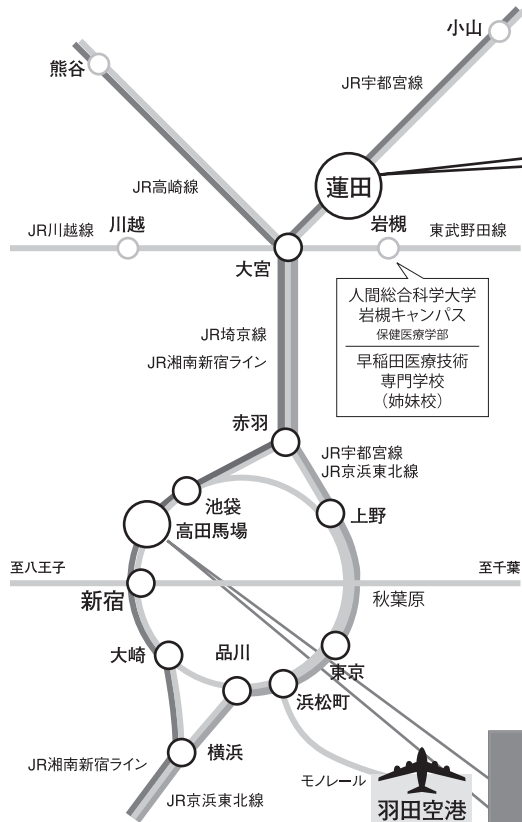 小山
熊谷
JR宇都宮線
蓮田
JR高崎線
JR川越線
川越
岩槻
東武野田線
大宮
人間総合科学大学
岩槻キャンパス
保健医療学部
早稲田医療技術
専門学校
(姉妹校)
JR埼京線
JR湘南新宿ライン
赤羽
JR宇都宮線
JR京浜東北線
池袋
高田馬場
上野
至八王子
至千葉
新宿
秋葉原
大崎
品川
東京
浜松町
横浜
JR湘南新宿ライン
モノレール
JR京浜東北線
羽田空港